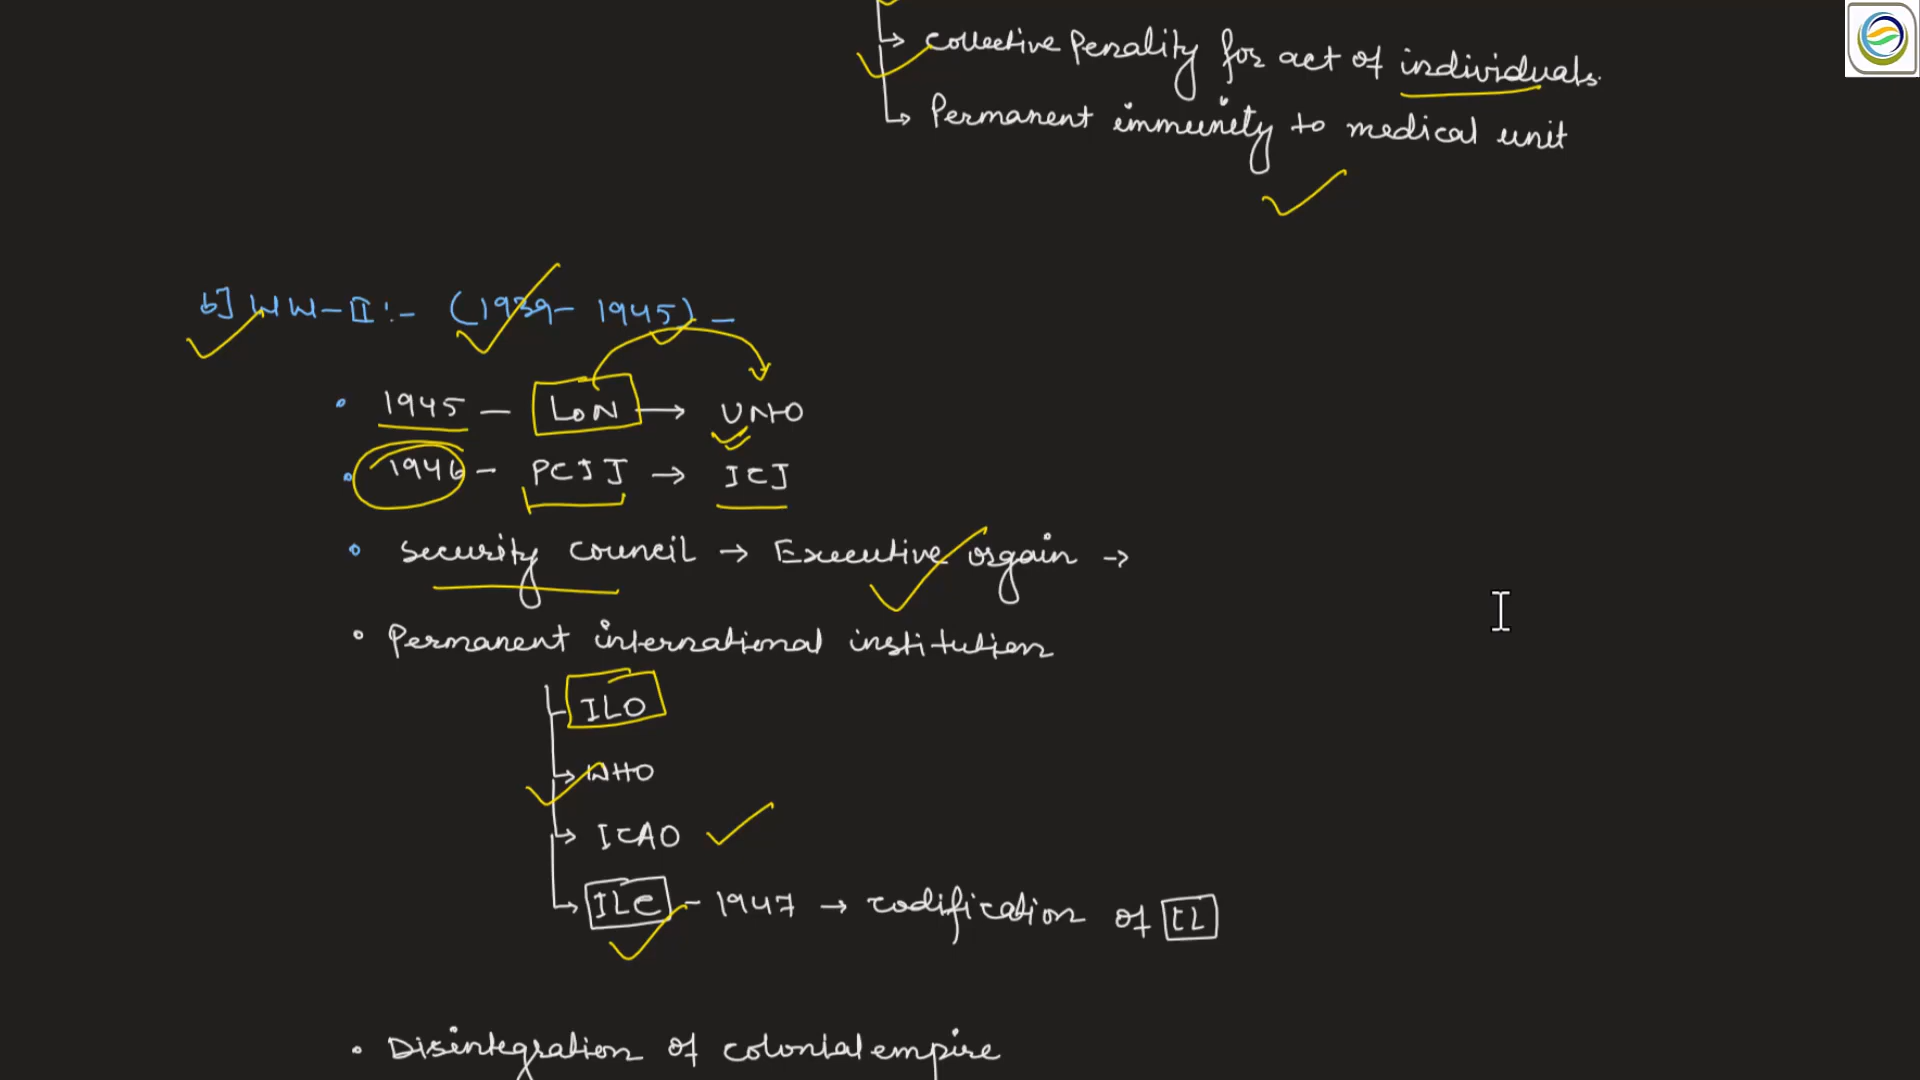 ↳ Collective Penality for act of individuals.
↳ Permanent immunity to medical unit
b] WW-II:- (1939- 1945) -
• 1945 - LON → UNO
• 1946 - PCIJ → ICJ
• Security council → Executive orgain →
• Permanent international institution
ILO
↳ WHO
↳ ICAO
↳ ILC - 1947 → codification of IL
• Disintegration of colonial empire